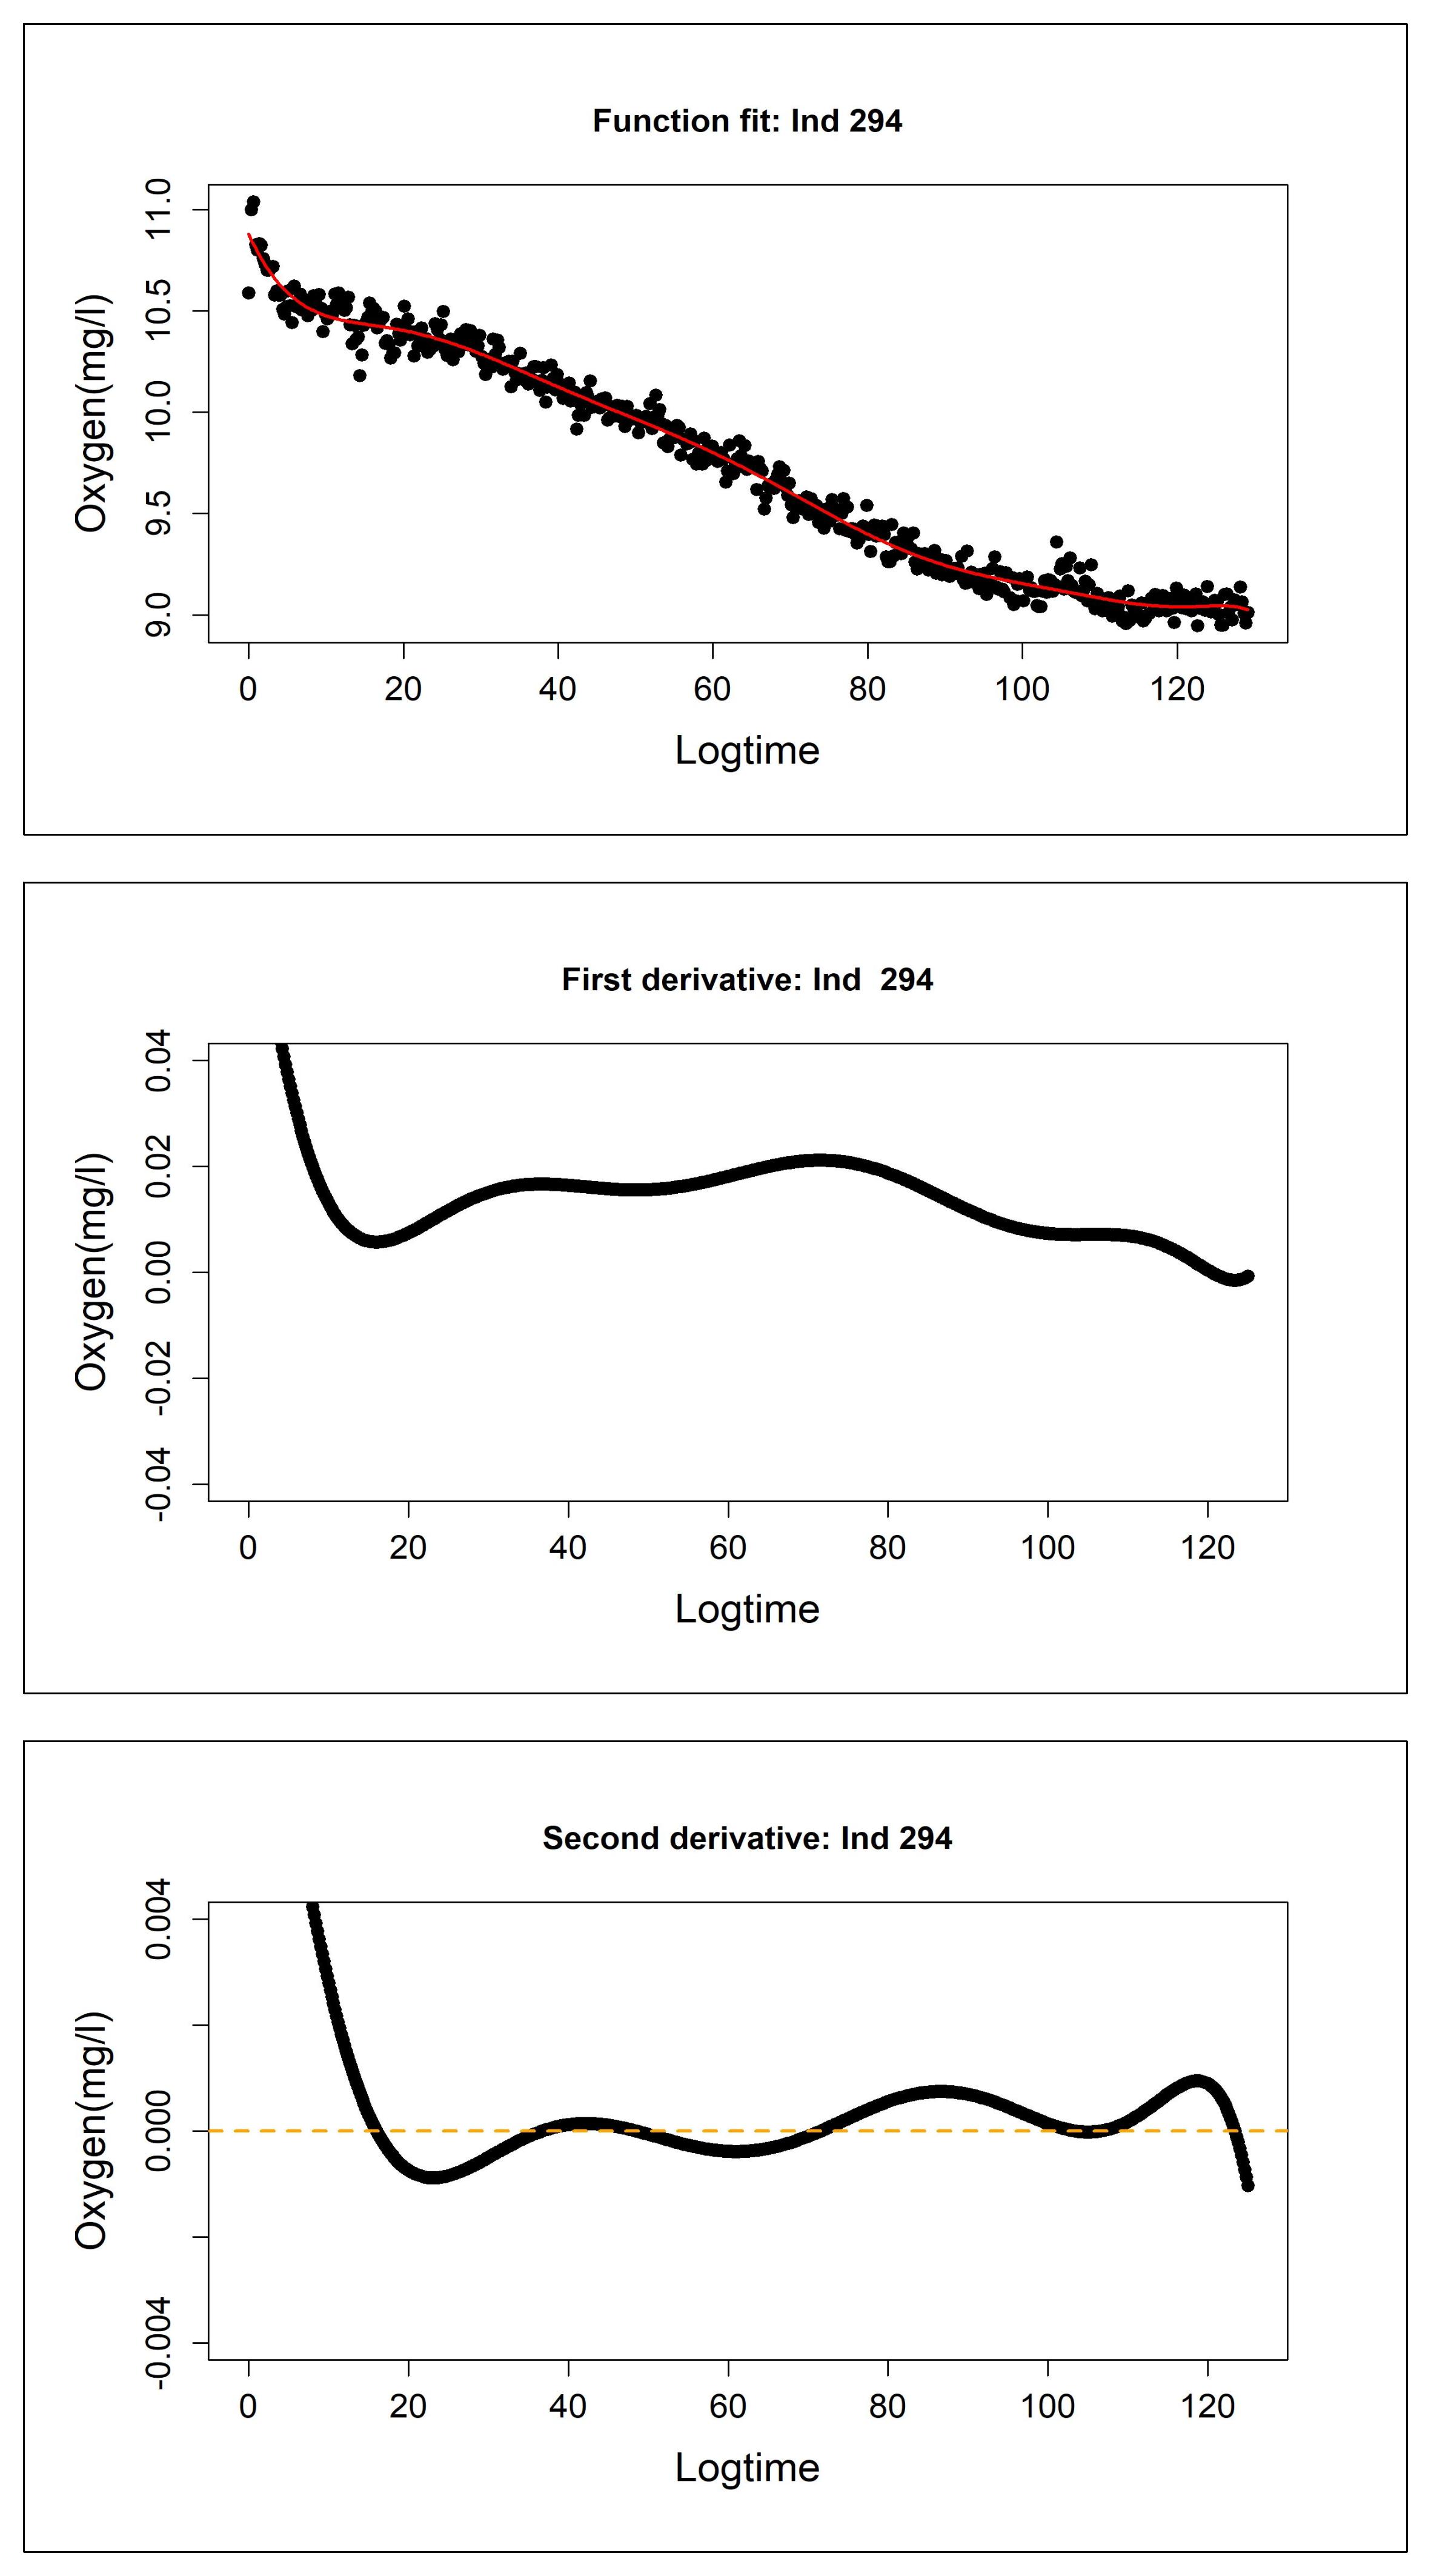 Function fit: Ind 294
Oxygen(mg/l)
11.0
10.5
10.0
9.5
9.0
0 20 40 60 80 100 120
Logtime
First derivative: Ind  294
Oxygen(mg/l)
0.04
0.02
0.00
-0.02
-0.04
0 20 40 60 80 100 120
Logtime
Second derivative: Ind 294
Oxygen(mg/l)
0.004
0.000
-0.004
0 20 40 60 80 100 120
Logtime